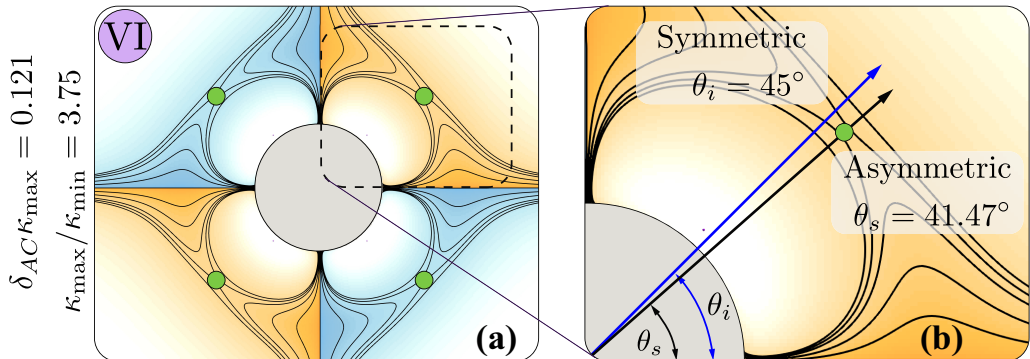 δ_{AC}κ_{max} = 0.121
κ_{max}/κ_{min} = 3.75
VI
(a)
Symmetric
θ_i = 45°
Asymmetric
θ_s = 41.47°
θ_i
θ_s
(b)